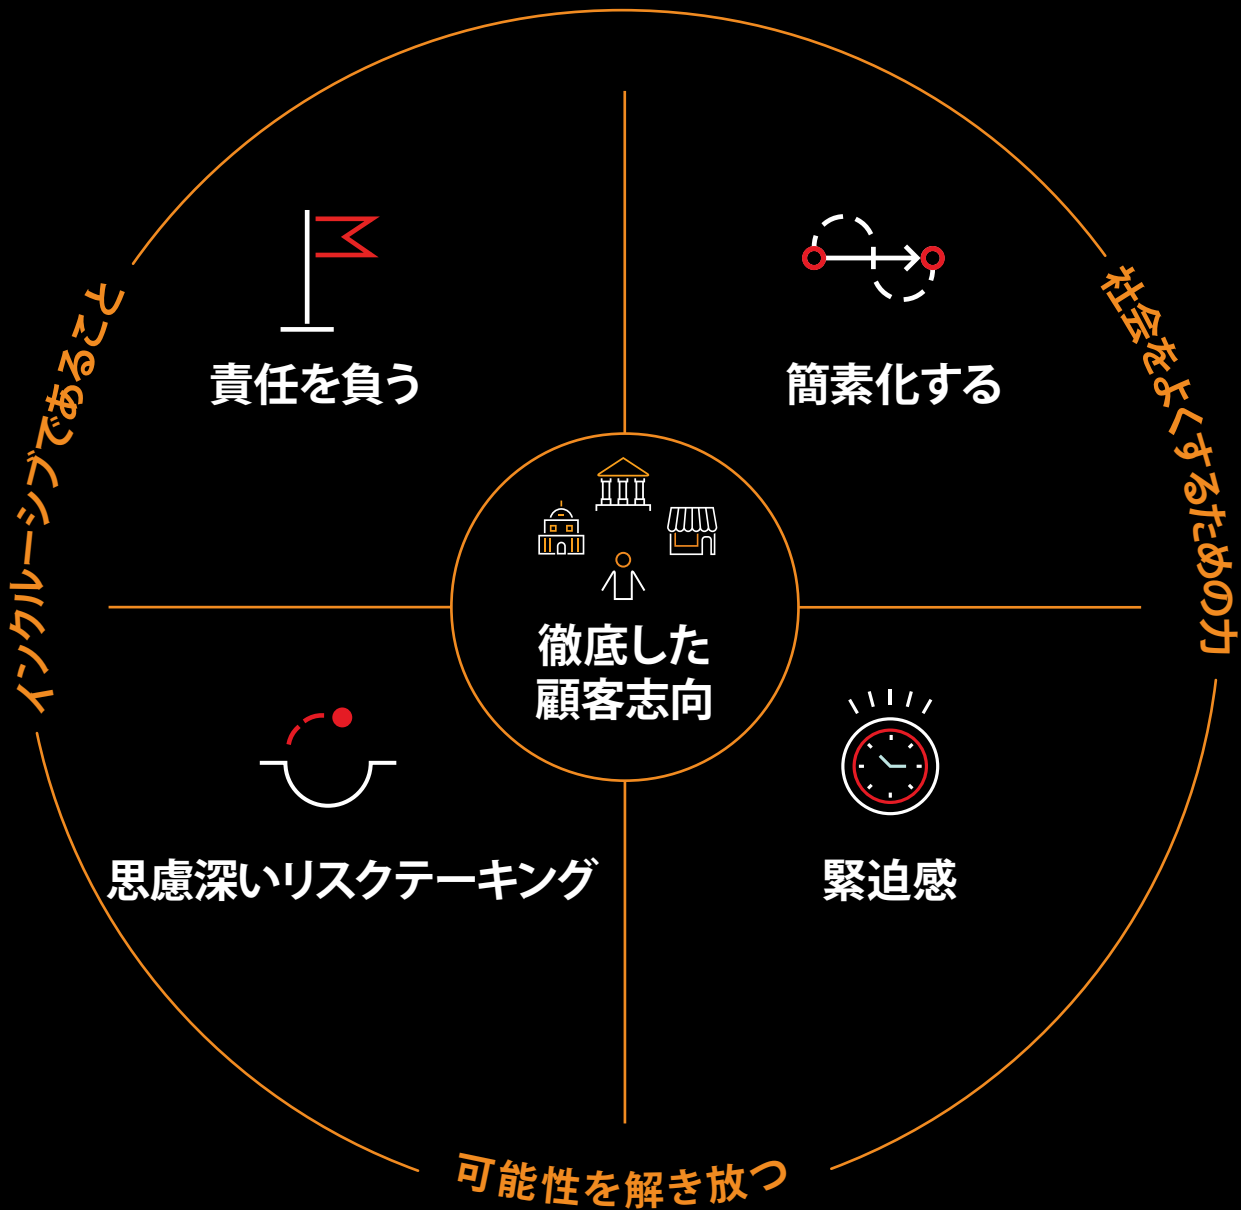 責任を負う
簡素化する
インクルーシブであること
社会をよくするための力
徹底した
顧客志向
思慮深いリスクテーキング
緊迫感
可能性を解き放つ